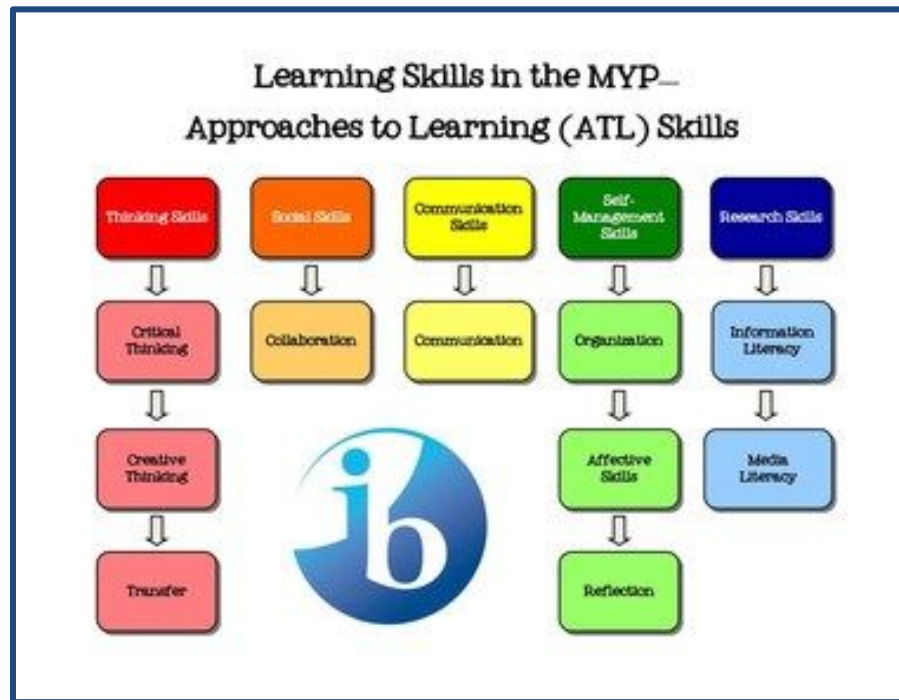 Learning Skills in the MYP—
Approaches to Learning (ATL) Skills
Thinking Skills
Social Skills
Communication
Skills
Self-
Management
Skills
Research Skills
Critical
Thinking
Collaboration
Communication
Organization
Information
Literacy
Creative
Thinking
Affective
Skills
Media
Literacy
Transfer
Reflection
ib